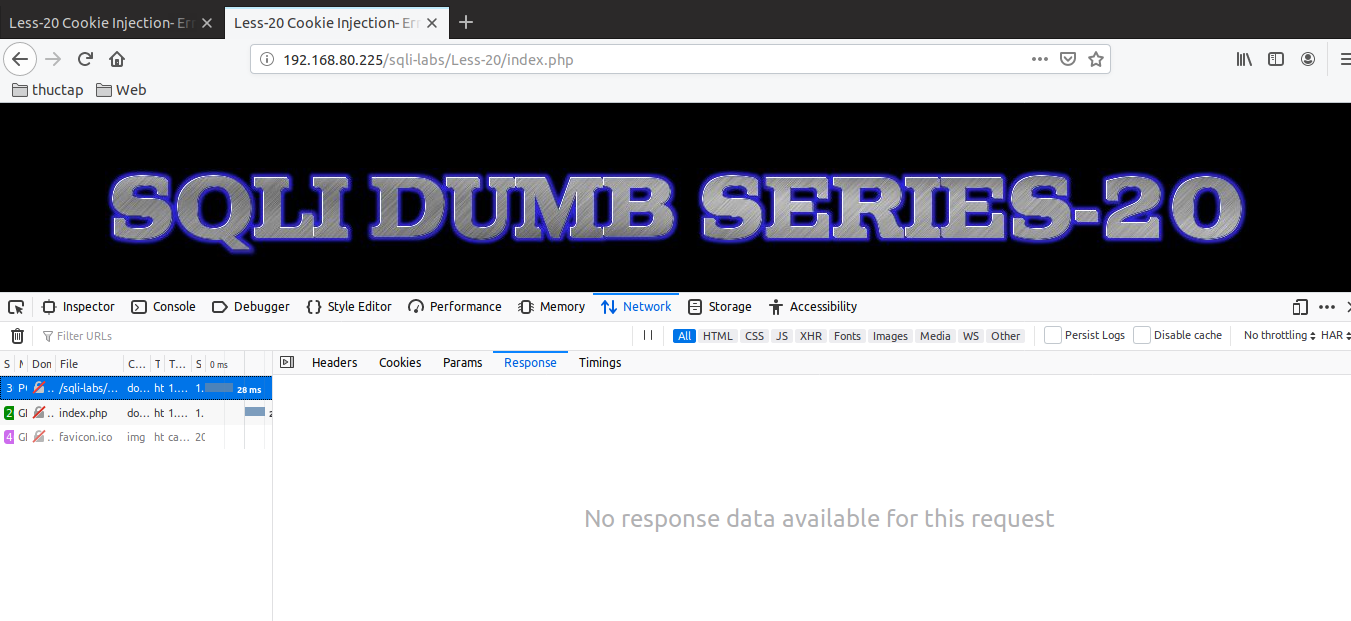 Less-20 Cookie Injection- Err Less-20 Cookie Injection- Err
192.168.80.225/sqli-labs/Less-20/index.php
thuctap Web
SQLI DUMB SERIES-20
Inspector Console Debugger Style Editor Performance Memory Network Storage Accessibility
Filter URLs All HTML CSS JS XHR Fonts Images Media WS Other Persist Logs Disable cache No throttling HAR
S Don File C... T T... S 0 ms Headers Cookies Params Response Timings
3 /sqli-labs/... do... ht 1.... 1. 28 ms
2 GI .. index.php do... ht 1.... 1.
4 GI .. favicon.ico img ht ca... 20
No response data available for this request